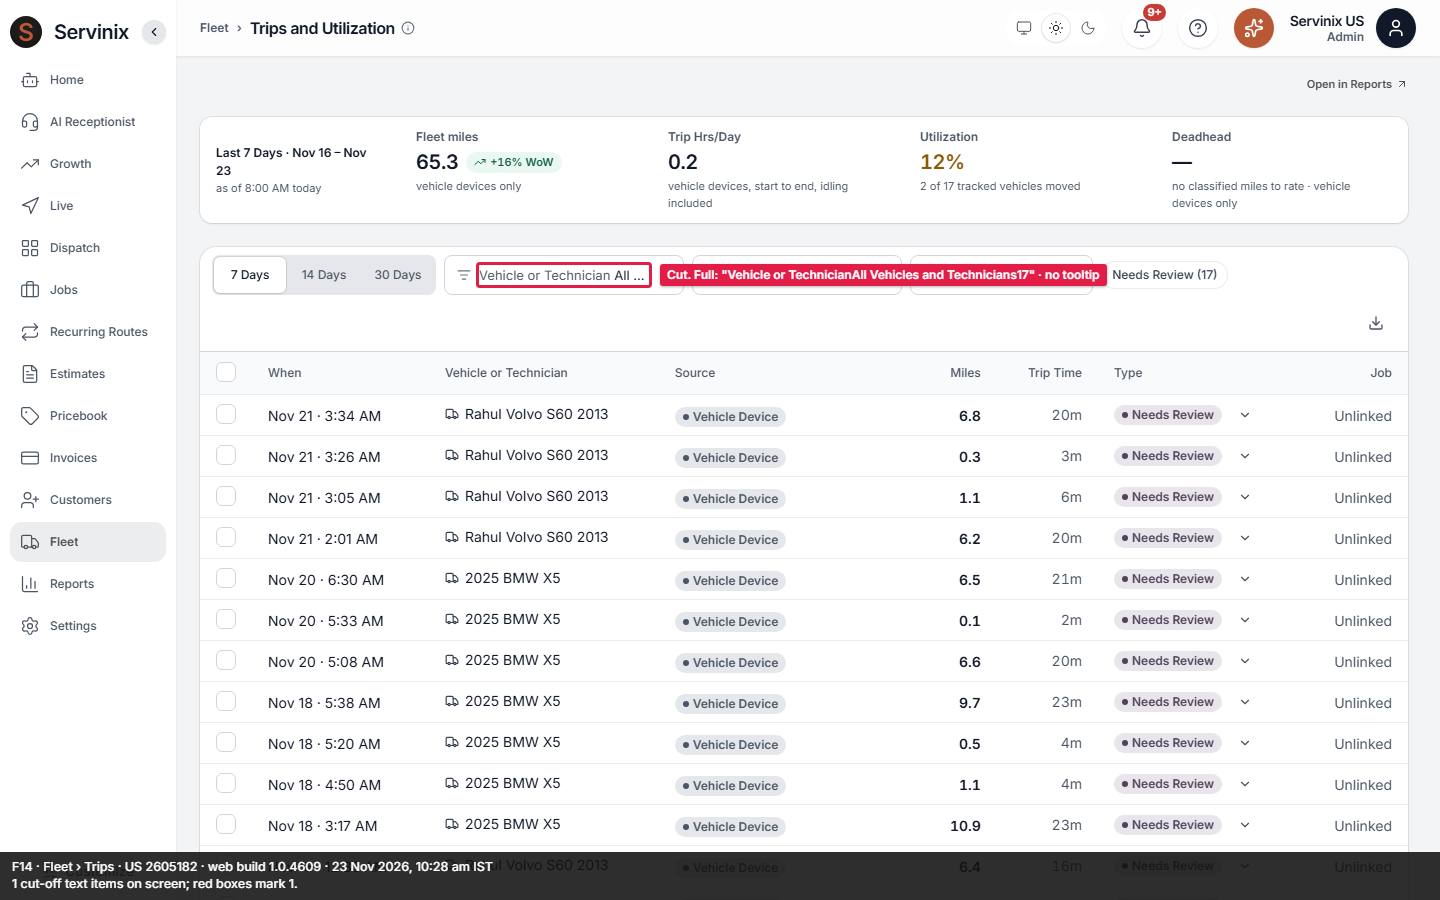 S Servinix
Home
AI Receptionist
Growth
Live
Dispatch
Jobs
Recurring Routes
Estimates
Pricebook
Invoices
Customers
Fleet
Reports
Settings
Fleet › Trips and Utilization
9+
Servinix US
Admin
Open in Reports
Last 7 Days · Nov 16 – Nov
23
as of 8:00 AM today
Fleet miles
65.3 +16% WoW
vehicle devices only
Trip Hrs/Day
0.2
vehicle devices, start to end, idling
included
Utilization
12%
2 of 17 tracked vehicles moved
Deadhead
—
no classified miles to rate · vehicle
devices only
7 Days 14 Days 30 Days Vehicle or Technician All ... Cut. Full: "Vehicle or TechnicianAll Vehicles and Technicians17" · no tooltip Needs Review (17)
When Vehicle or Technician Source Miles Trip Time Type Job
Nov 21 · 3:34 AM Rahul Volvo S60 2013 Vehicle Device 6.8 20m Needs Review Unlinked
Nov 21 · 3:26 AM Rahul Volvo S60 2013 Vehicle Device 0.3 3m Needs Review Unlinked
Nov 21 · 3:05 AM Rahul Volvo S60 2013 Vehicle Device 1.1 6m Needs Review Unlinked
Nov 21 · 2:01 AM Rahul Volvo S60 2013 Vehicle Device 6.2 20m Needs Review Unlinked
Nov 20 · 6:30 AM 2025 BMW X5 Vehicle Device 6.5 21m Needs Review Unlinked
Nov 20 · 5:33 AM 2025 BMW X5 Vehicle Device 0.1 2m Needs Review Unlinked
Nov 20 · 5:08 AM 2025 BMW X5 Vehicle Device 6.6 20m Needs Review Unlinked
Nov 18 · 5:38 AM 2025 BMW X5 Vehicle Device 9.7 23m Needs Review Unlinked
Nov 18 · 5:20 AM 2025 BMW X5 Vehicle Device 0.5 4m Needs Review Unlinked
Nov 18 · 4:50 AM 2025 BMW X5 Vehicle Device 1.1 4m Needs Review Unlinked
Nov 18 · 3:17 AM 2025 BMW X5 Vehicle Device 10.9 23m Needs Review Unlinked
Vehicle Device 6.4 16m Needs Review Unlinked
F14 · Fleet › Trips · US 2605182 · web build 1.0.4609 · 23 Nov 2026, 10:28 am IST
1 cut-off text items on screen; red boxes mark 1.